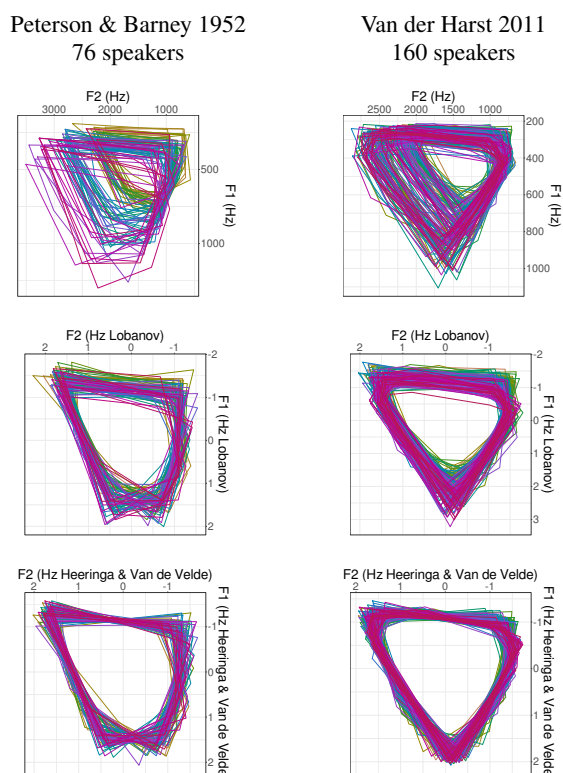 Peterson & Barney 1952
76 speakers
Van der Harst 2011
160 speakers
F2 (Hz)
3000 2000 1000
500
1000
F1 (Hz)
F2 (Hz)
2500 2000 1500 1000
200
400
600
800
1000
F1 (Hz)
F2 (Hz Lobanov)
2 1 0 -1
-2
-1
0
1
2
F1 (Hz Lobanov)
F2 (Hz Lobanov)
2 1 0 -1
-2
-1
0
1
2
3
F1 (Hz Lobanov)
F2 (Hz Heeringa & Van de Velde)
2 1 0 -1
-1
0
1
2
F1 (Hz Heeringa & Van de Velde
F2 (Hz Heeringa & Van de Velde)
2 1 0 -1
-1
0
1
2
F1 (Hz Heeringa & Van de Velde